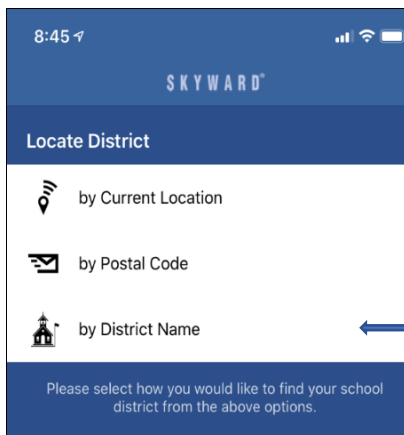 8:45
SKYWARD®
Locate District
by Current Location
by Postal Code
by District Name
Please select how you would like to find your school
district from the above options.